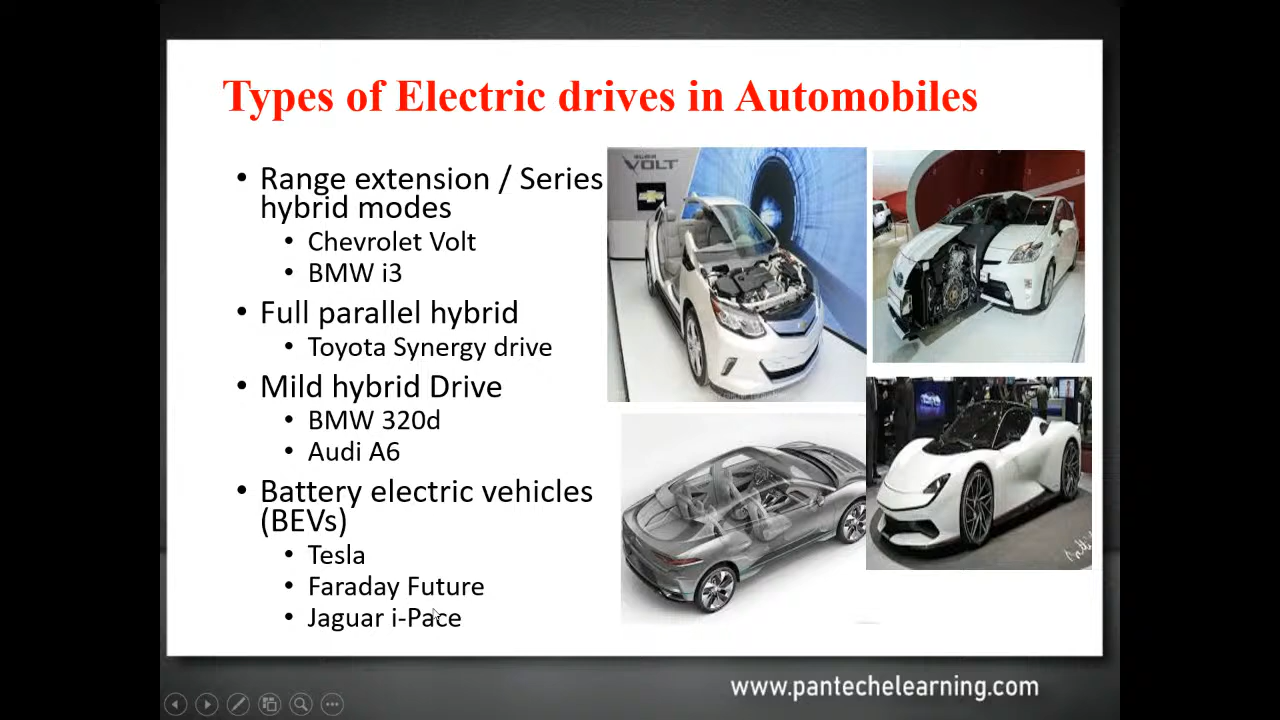 Types of Electric drives in Automobiles
• Range extension / Series
hybrid modes
• Chevrolet Volt
• BMW i3
• Full parallel hybrid
• Toyota Synergy drive
• Mild hybrid Drive
• BMW 320d
• Audi A6
• Battery electric vehicles
(BEVs)
• Tesla
• Faraday Future
• Jaguar i-Pace
VOLT
www.pantechelearning.com